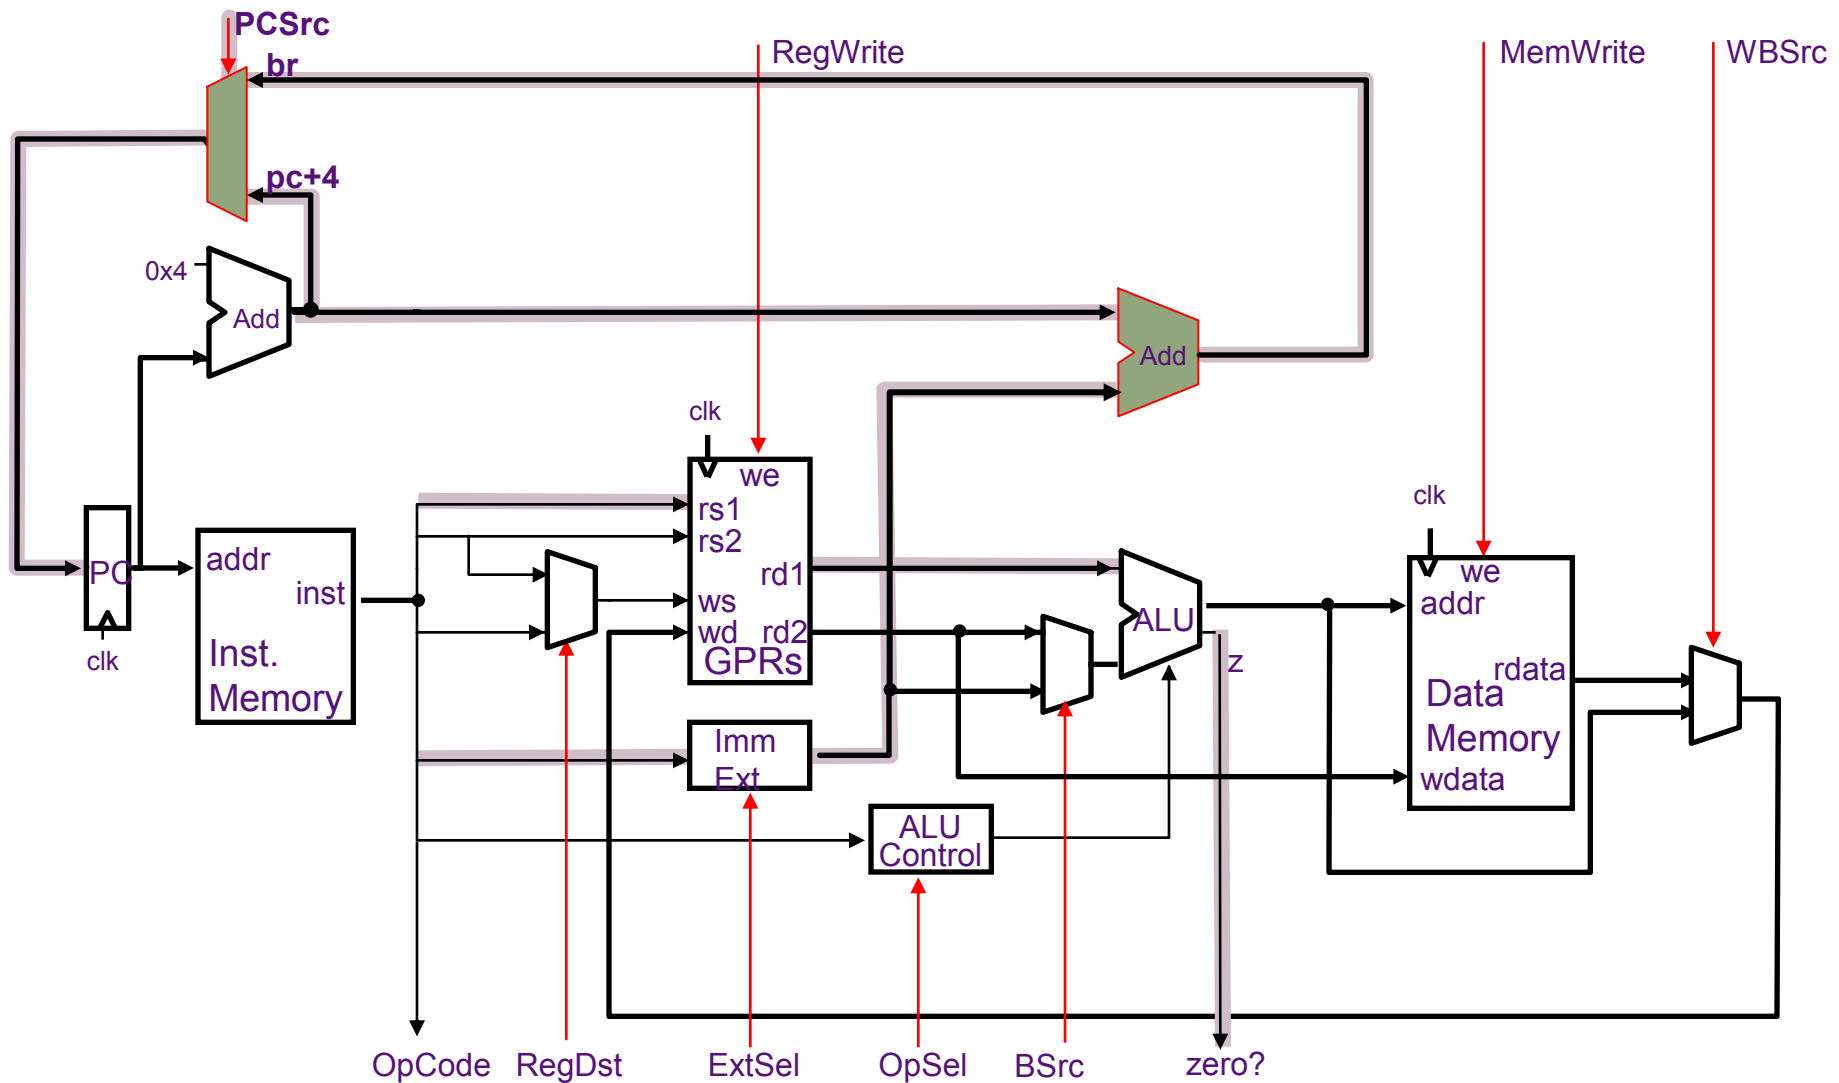 PCSrc
br
RegWrite
MemWrite
WBSrc
pc+4
0x4
Add
Add
clk
we
rs1
rs2
rd1
ws
wd
rd2
GPRs
PC
clk
addr
inst
Inst.
Memory
ALU
z
clk
we
addr
rdata
Data
Memory
wdata
Imm
Ext
ALU
Control
OpCode
RegDst
ExtSel
OpSel
BSrc
zero?